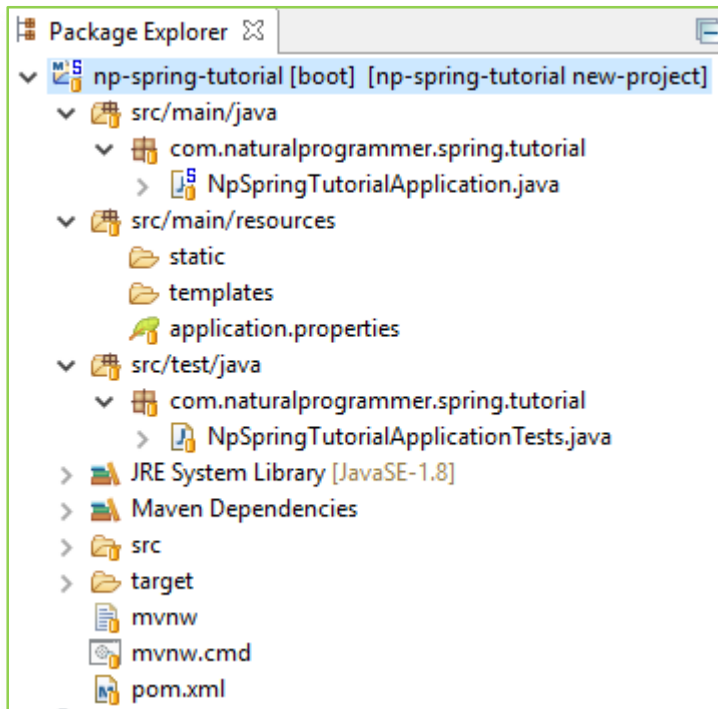 Package Explorer
np-spring-tutorial [boot] [np-spring-tutorial new-project]
src/main/java
com.naturalprogrammer.spring.tutorial
NpSpringTutorialApplication.java
src/main/resources
static
templates
application.properties
src/test/java
com.naturalprogrammer.spring.tutorial
NpSpringTutorialApplicationTests.java
JRE System Library [JavaSE-1.8]
Maven Dependencies
src
target
mvnw
mvnw.cmd
pom.xml